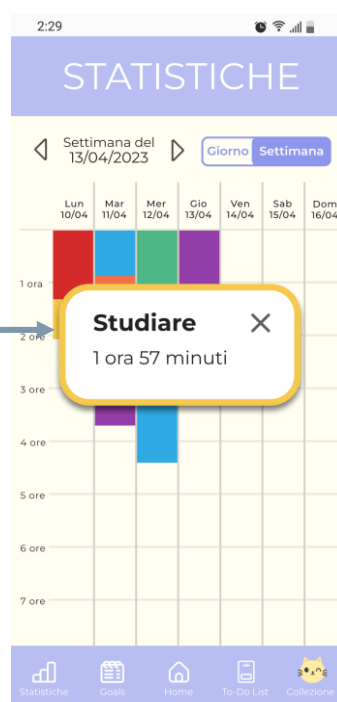 2:29
STATISTICHE
Settimana del
13/04/2023
Giorno Settimana
Lun Mar Mer Gio Ven Sab Dom
10/04 11/04 12/04 13/04 14/04 15/04 16/04
1 ora
2 ore
Studiare
1 ora 57 minuti
3 ore
4 ore
5 ore
6 ore
7 ore
Statistiche Goals Home To-Do List Collezione